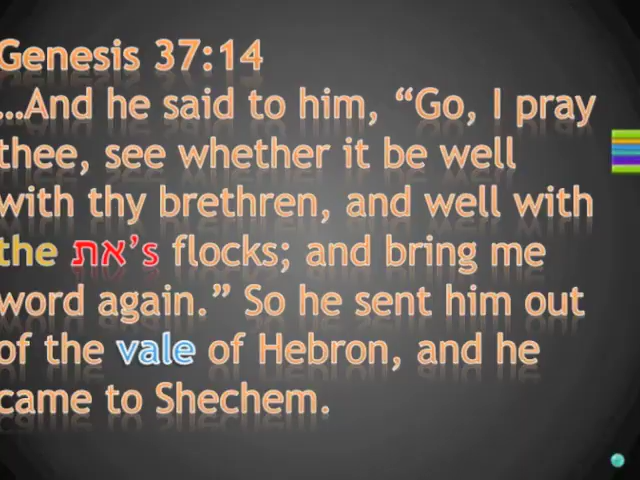 Genesis 37:14
…And he said to him, “Go, I pray
thee, see whether it be well
with thy brethren, and well with
the את’s flocks; and bring me
word again.” So he sent him out
of the vale of Hebron, and he
came to Shechem.